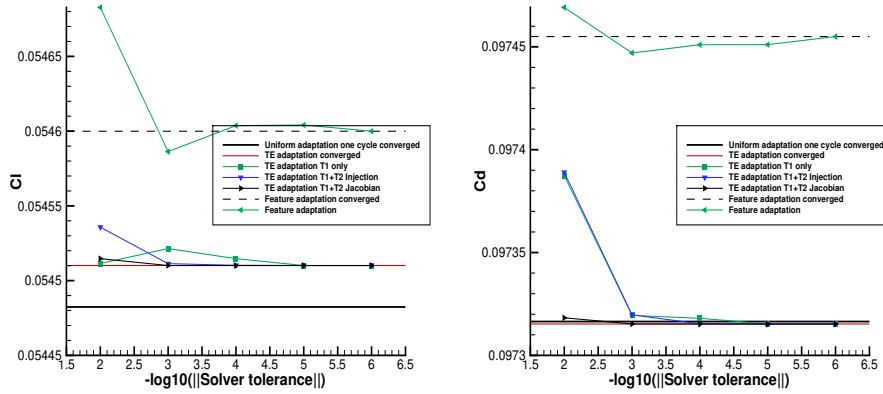 Cl
0.05465
0.0546
0.05455
0.0545
0.05445
1.5 2 2.5 3 3.5 4 4.5 5 5.5 6 6.5
-log10(||Solver tolerance||)
Uniform adaptation one cycle converged
TE adaptation converged
TE adaptation T1 only
TE adaptation T1+T2 Injection
TE adaptation T1+T2 Jacobian
Feature adaptation converged
Feature adaptation
Cd
0.09745
0.0974
0.09735
0.0973
1.5 2 2.5 3 3.5 4 4.5 5 5.5 6 6.5
-log10(||Solver tolerance||)
Uniform adaptation one cycle converged
TE adaptation converged
TE adaptation T1 only
TE adaptation T1+T2 Injection
TE adaptation T1+T2 Jacobian
Feature adaptation converged
Feature adaptation